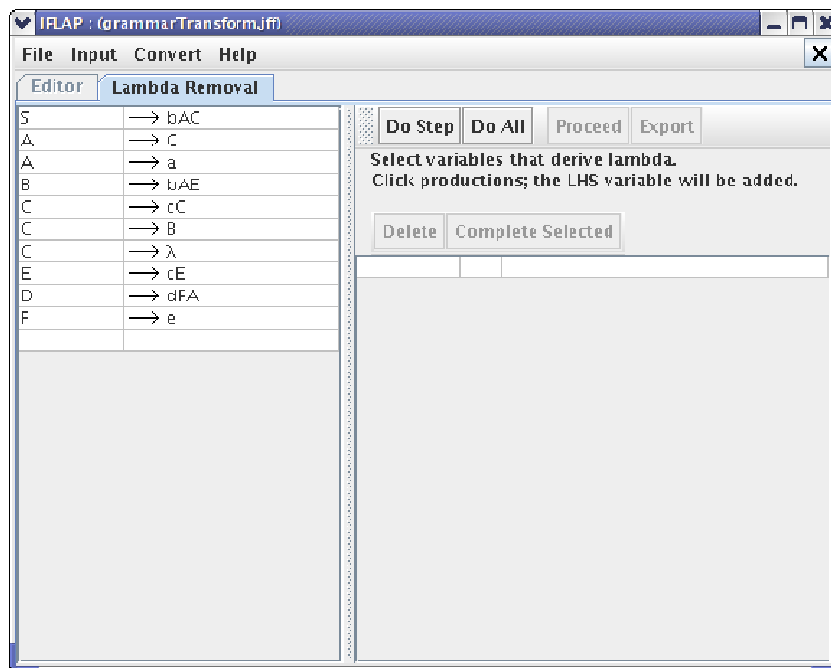 JFLAP : (grammarTransform.jff)
File Input Convert Help
Editor Lambda Removal
S → bAC
A → C
A → a
B → bAE
C → cC
C → B
C → λ
E → cE
D → dFA
F → e
Do Step Do All Proceed Export
Select variables that derive lambda.
Click productions; the LHS variable will be added.
Delete Complete Selected